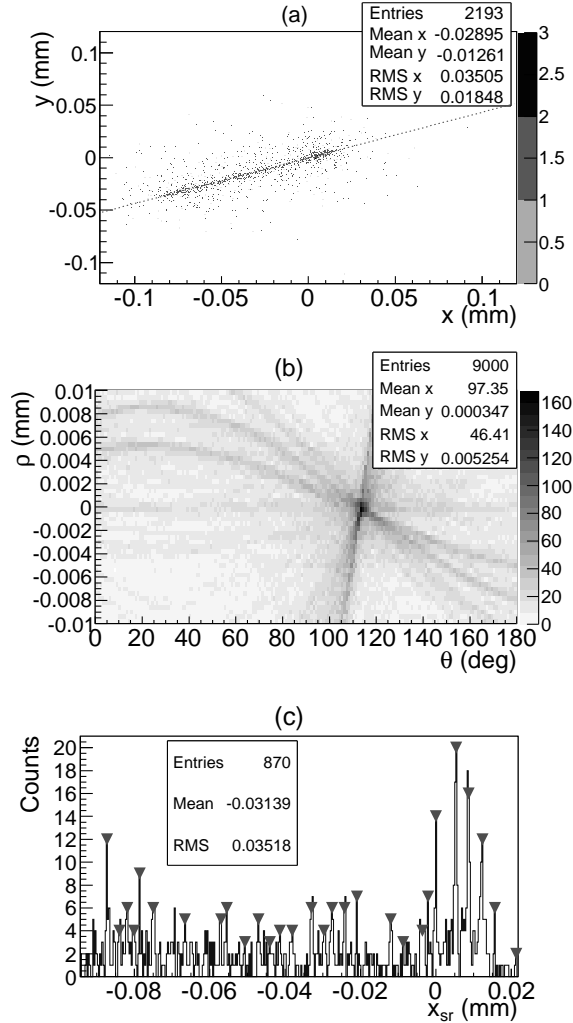 (a)
Entries 2193
Mean x -0.02895
Mean y -0.01261
RMS x 0.03505
RMS y 0.01848
y (mm)
0.1
0.05
0
-0.05
-0.1
-0.1 -0.05 0 0.05 0.1
x (mm)
3
2
1
0
(b)
Entries 9000
Mean x 97.35
Mean y 0.000347
RMS x 46.41
RMS y 0.005254
ρ (mm)
0.01
0.008
0.006
0.004
0.002
0
-0.002
-0.004
-0.006
-0.008
-0.01
0 20 40 60 80 100 120 140 160 180
θ (deg)
160
140
120
100
80
60
40
20
0
(c)
Entries 870
Mean -0.03139
RMS 0.03518
Counts
20
18
16
14
12
10
8
6
4
2
0
-0.08 -0.06 -0.04 -0.02 0 0.02
x_sr (mm)